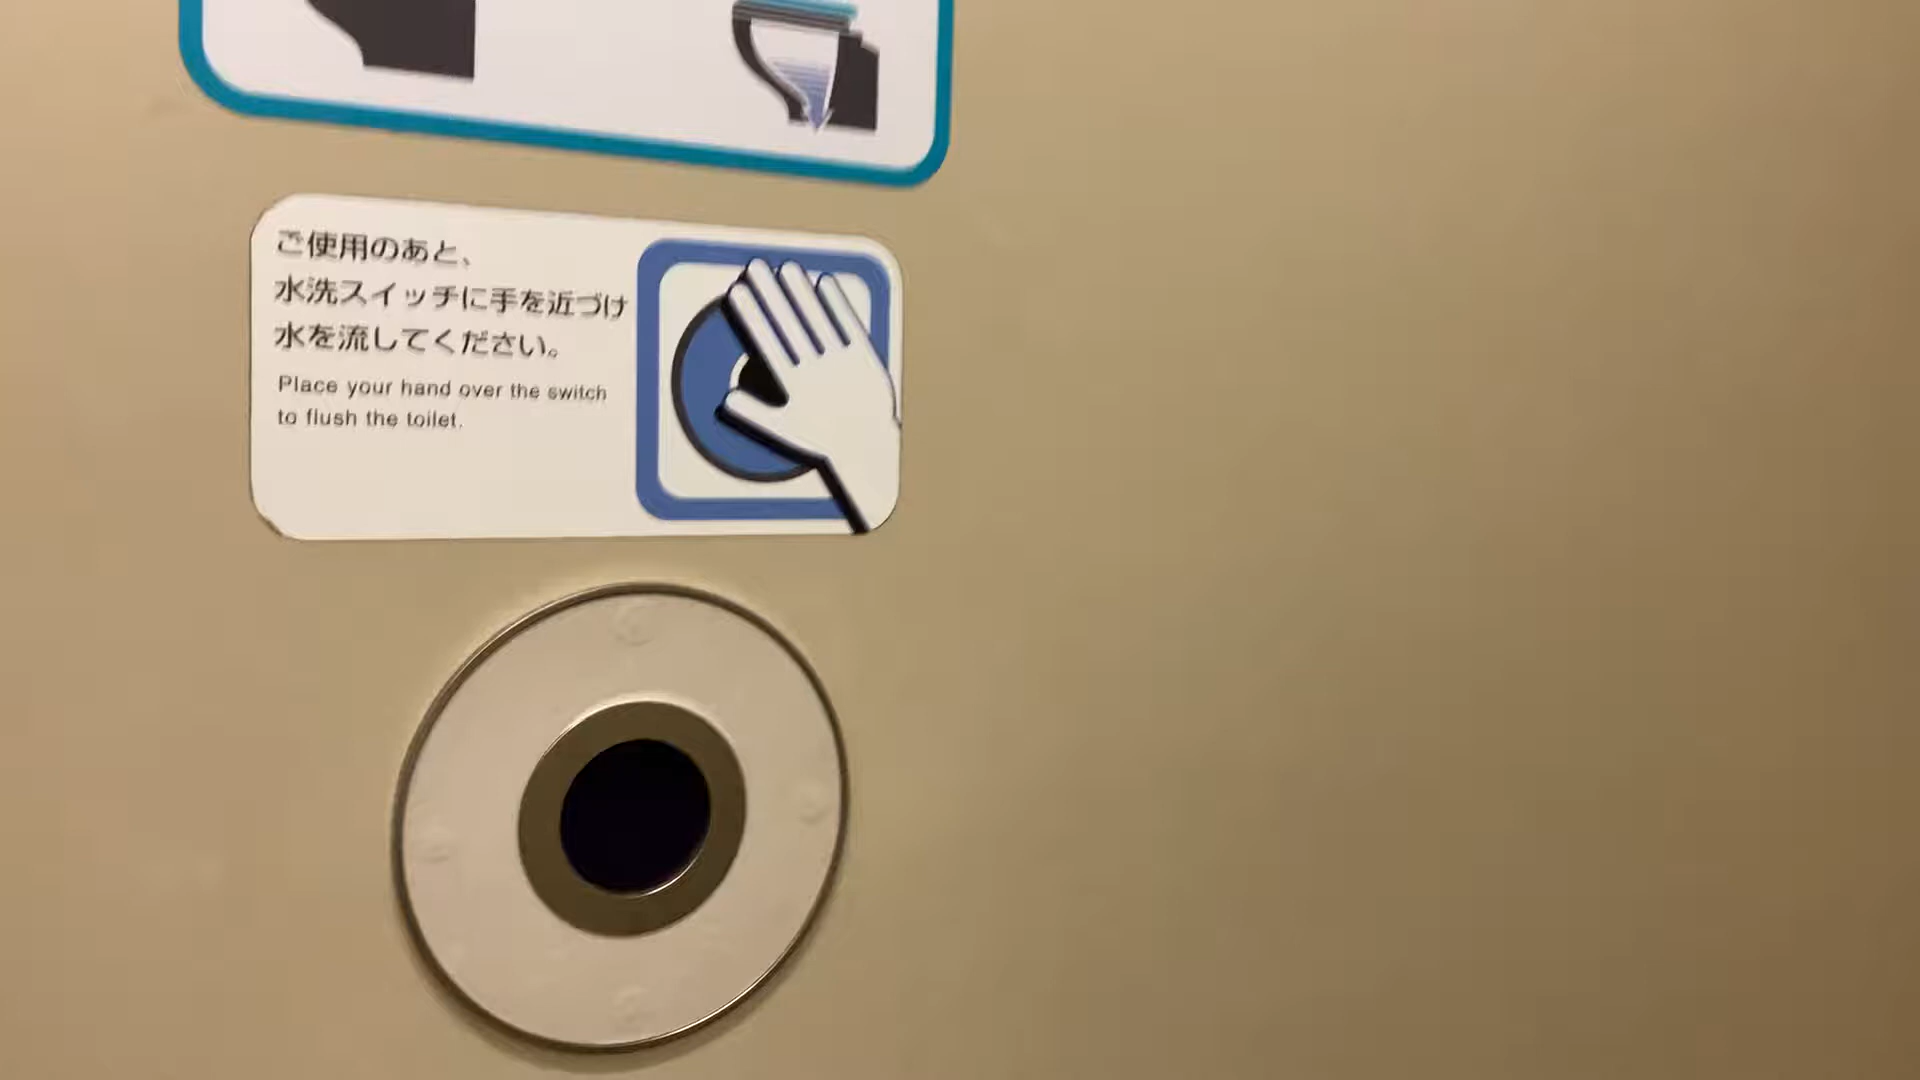 ご使用のあと、
水洗スイッチに手を近づけ
水を流してください。
Place your hand over the switch
to flush the toilet.